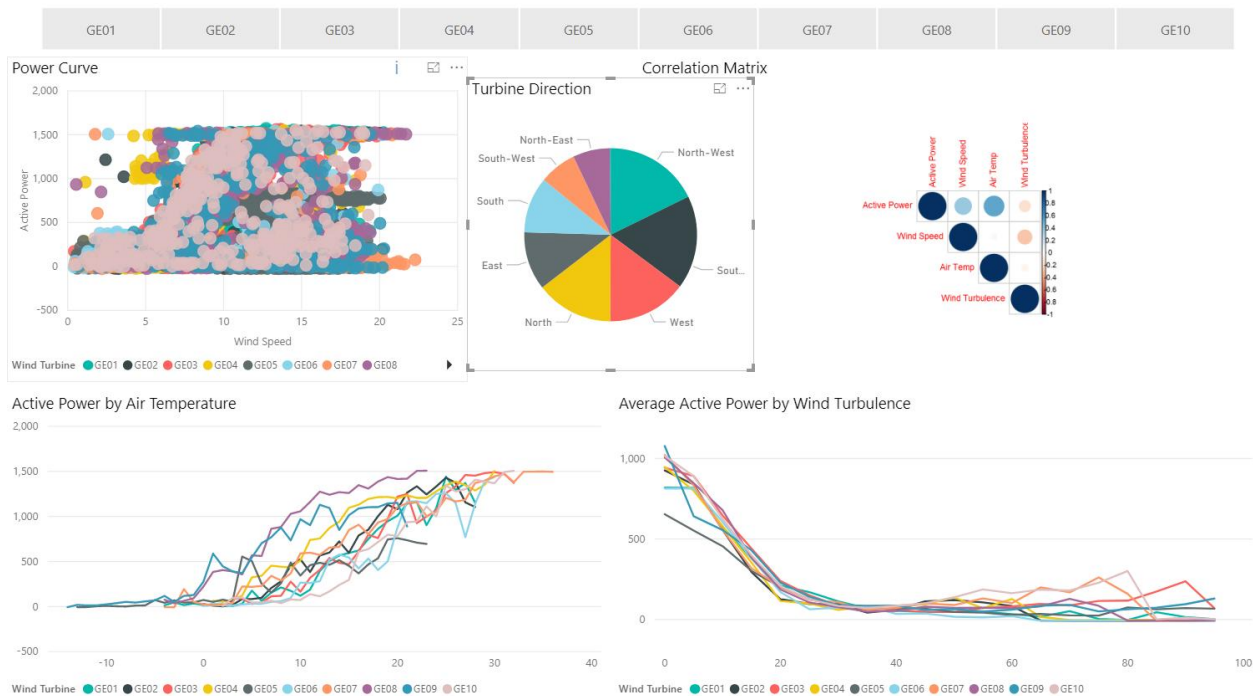 GE01 GE02 GE03 GE04 GE05 GE06 GE07 GE08 GE09 GE10
Power Curve
2,000
1,500
1,000
500
0
-500
Active Power
0 5 10 15 20 25
Wind Speed
Wind Turbine GE01 GE02 GE03 GE04 GE05 GE06 GE07 GE08
Turbine Direction
North-East
North-West
South-West
South
East
Sout...
North
West
Correlation Matrix
Active Power
Wind Speed
Air Temp
Wind Turbulence
Active Power
Wind Speed
Air Temp
Wind Turbulence
1
0.8
0.6
0.4
0.2
0
-0.2
-0.4
-0.6
-0.8
-1
Active Power by Air Temperature
2,000
1,500
1,000
500
0
-500
-10 0 10 20 30 40
Wind Turbine GE01 GE02 GE03 GE04 GE05 GE06 GE07 GE08 GE09 GE10
Average Active Power by Wind Turbulence
1,000
500
0
0 20 40 60 80 100
Wind Turbine GE01 GE02 GE03 GE04 GE05 GE06 GE07 GE08 GE09 GE10